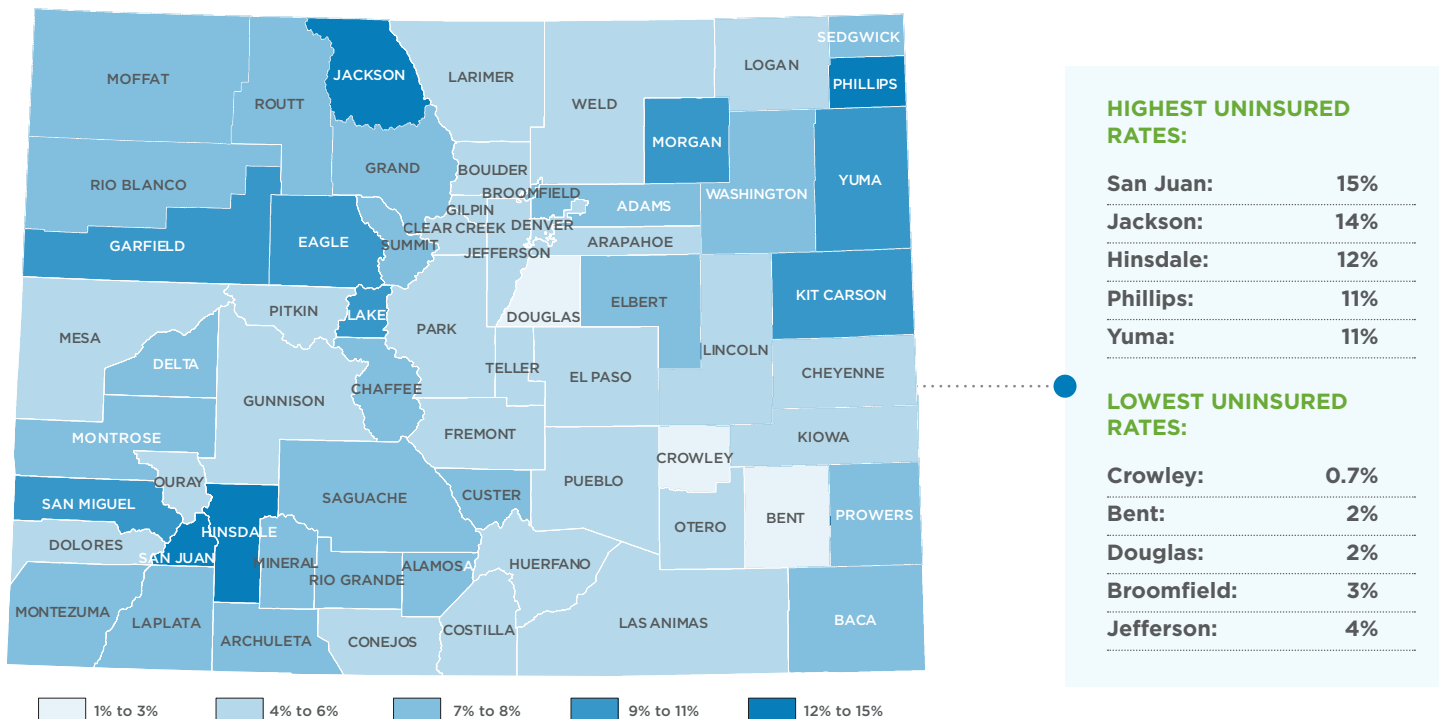 SEDGWICK
JACKSON
LARIMER
LOGAN
MOFFAT
PHILLIPS
ROUTT
WELD
MORGAN
GRAND
BOULDER
YUMA
RIO BLANCO
BROOMFIELD
WASHINGTON
GILPIN
ADAMS
CLEAR CREEK
DENVER
GARFIELD
EAGLE
SUMMIT
ARAPAHOE
JEFFERSON
KIT CARSON
ELBERT
PITKIN
LAKE
DOUGLAS
PARK
MESA
LINCOLN
DELTA
TELLER
CHEYENNE
EL PASO
CHAFFEE
GUNNISON
FREMONT
KIOWA
MONTROSE
CROWLEY
OURAY
PUEBLO
SAGUACHE
CUSTER
SAN MIGUEL
BENT
PROWERS
OTERO
HINSDALE
DOLORES
SAN JUAN
MINERAL
HUERFANO
ALAMOSA
RIO GRANDE
MONTEZUMA
LAPLATA
LAS ANIMAS
BACA
COSTILLA
ARCHULETA
CONEJOS
1% to 3% 4% to 6% 7% to 8% 9% to 11% 12% to 15%
HIGHEST UNINSURED
RATES:
San Juan: 15%
Jackson: 14%
Hinsdale: 12%
Phillips: 11%
Yuma: 11%
LOWEST UNINSURED
RATES:
Crowley: 0.7%
Bent: 2%
Douglas: 2%
Broomfield: 3%
Jefferson: 4%